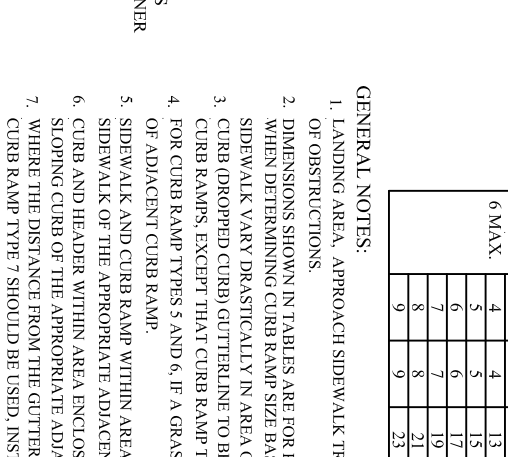 6 MAX. 4 4 13
5 5 15
6 6 17
7 7 19
8 8 21
9 9 23
GENERAL NOTES:
1. LANDING AREA, APPROACH SIDEWALK TR
OF OBSTRUCTIONS.
2. DIMENSIONS SHOWN IN TABLES ARE FOR
WHEN DETERMINING CURB RAMP SIZE BAS
SIDEWALK VARY DRASTICALLY IN AREA
3. CURB (DROPPED CURB) GUTTERLINE TO BE
CURB RAMPS, EXCEPT THAT CURB RAMP T
4. FOR CURB RAMP TYPES 5 AND 6, IF A GRAS
OF ADJACENT CURB RAMP.
5. SIDEWALK AND CURB RAMP WITHIN AREA
SIDEWALK OF THE APPROPRIATE ADJACEN
6. CURB AND HEADER WITHIN AREA ENCLOS
SLOPING CURB OF THE APPROPRIATE ADJA
7. WHERE THE DISTANCE FROM THE GUTTER
CURB RAMP TYPE 7 SHOULD BE USED, INST
S
NER